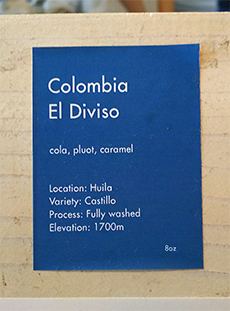 Colombia
El Diviso
cola, pluot, caramel
Location: Huila
Variety: Castillo
Process: Fully washed
Elevation: 1700m
8oz